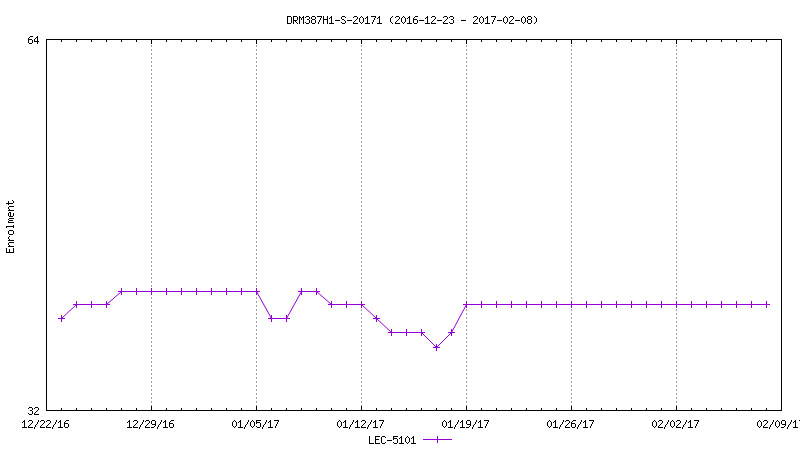 DRM387H1-S-20171 (2016-12-23 - 2017-02-08)
64
Enrolment
32
12/22/16 12/29/16 01/05/17 01/12/17 01/19/17 01/26/17 02/02/17 02/09/1
LEC-5101